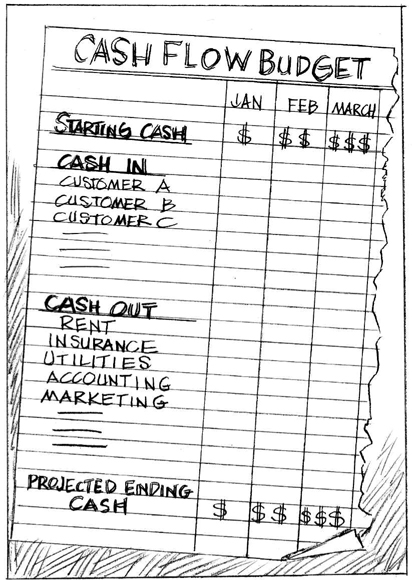 CASH FLOW BUDGET
JAN FEB MARCH
STARTING CASH $ $$ $$$
CASH IN
CUSTOMER A
CUSTOMER B
CUSTOMER C
CASH OUT
RENT
INSURANCE
UTILITIES
ACCOUNTING
MARKETING
PROJECTED ENDING
CASH $ $$ $$$